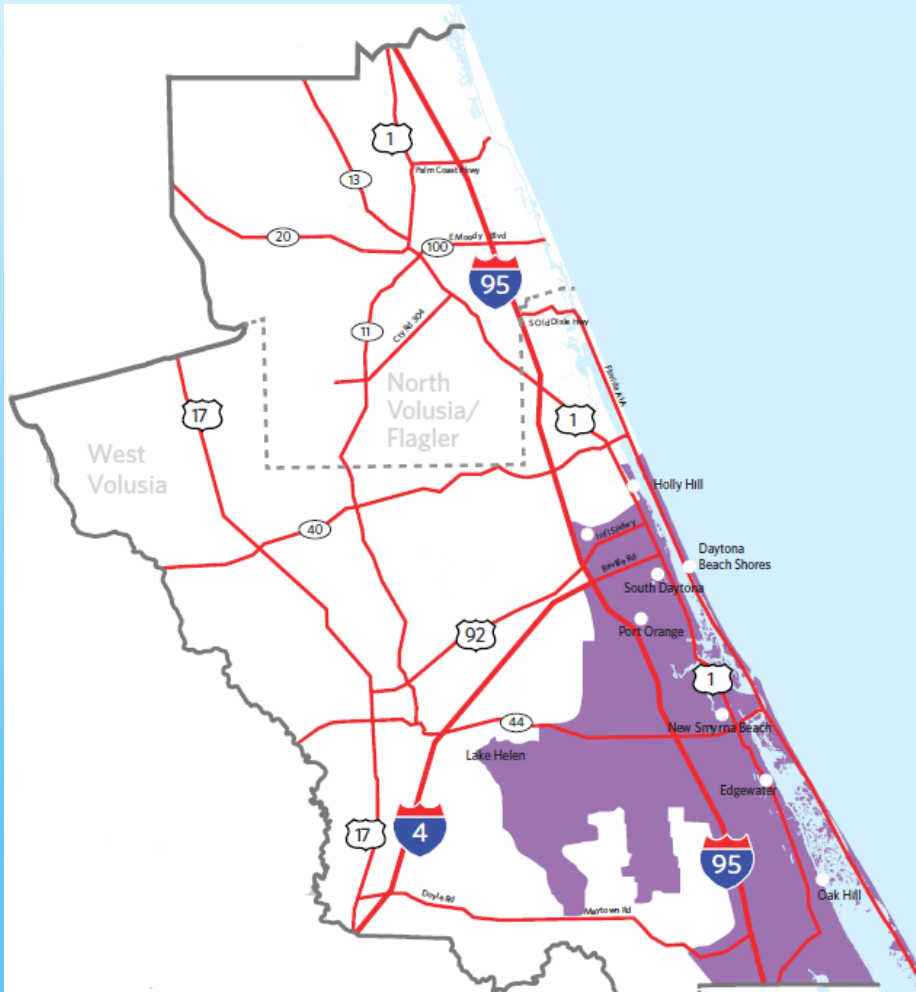 1
Palm Coast Pkwy
13
20
100
E Moody Blvd
95
S Old Dixie Hwy
11
Cty Rd 304
Florida A1A
North
Volusia/
Flagler
17
1
West
Volusia
Holly Hill
40
Int'l Spdwy
Daytona
Beach Shores
Beville Rd
South Daytona
Port Orange
92
1
44
New Smyrna Beach
Lake Helen
Edgewater
17
4
95
Doyle Rd
Oak Hill
Maytown Rd